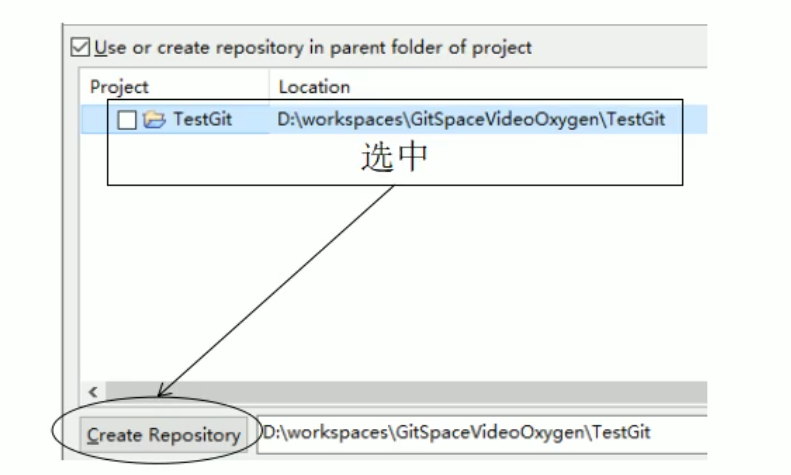 Use or create repository in parent folder of project
Project Location
TestGit D:\workspaces\GitSpaceVideoOxygen\TestGit
选中
Create Repository D:\workspaces\GitSpaceVideoOxygen\TestGit